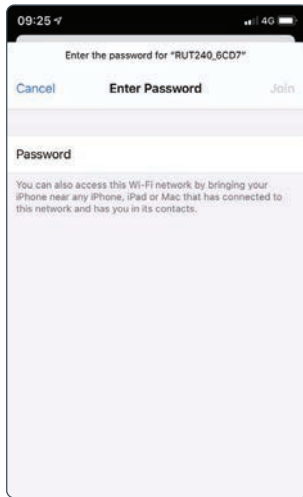 09:25 4G
Enter the password for “RUT240_6CD7”
Cancel Enter Password Join
Password
You can also access this Wi-Fi network by bringing your
iPhone near any iPhone, iPad or Mac that has connected to
this network and has you in its contacts.